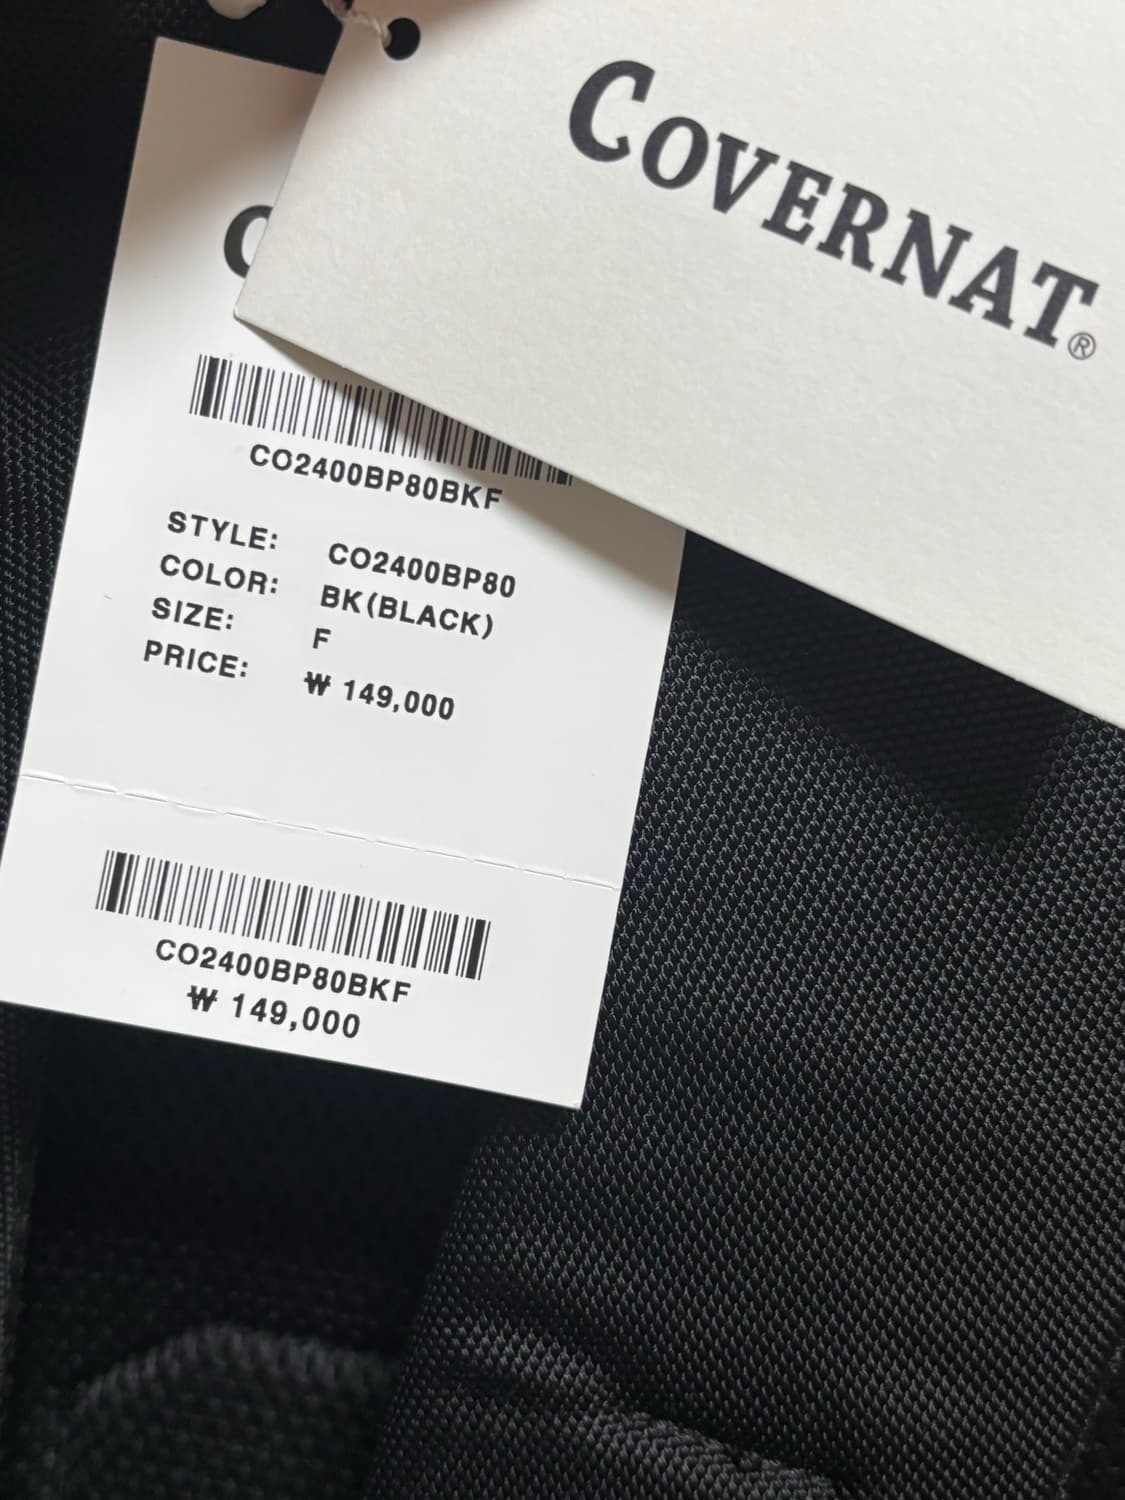 COVERNAT®
C
CO2400BP80BKF
STYLE: CO2400BP80
COLOR: BK(BLACK)
SIZE: F
PRICE: ₩ 149,000
CO2400BP80BKF
₩ 149,000